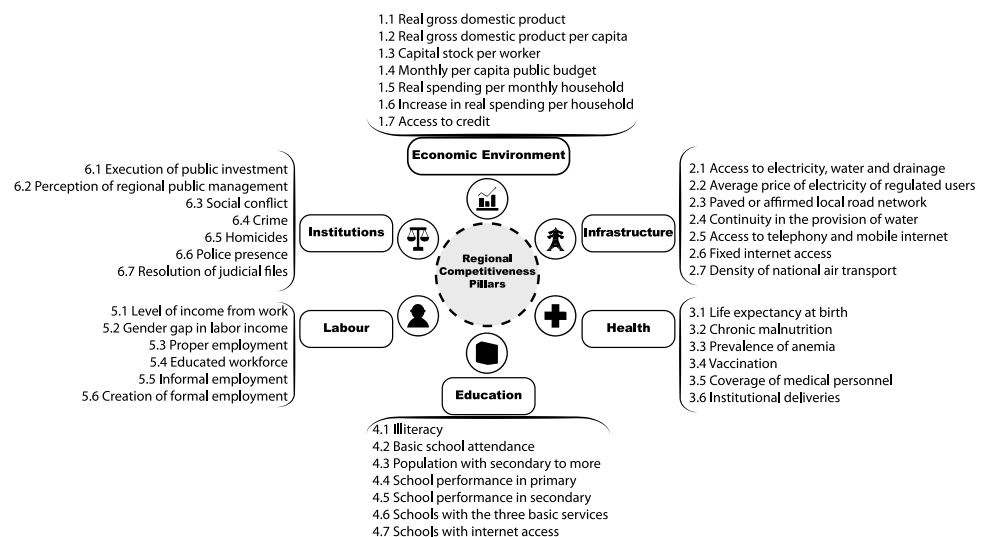 1.1 Real gross domestic product
1.2 Real gross domestic product per capita
1.3 Capital stock per worker
1.4 Monthly per capita public budget
1.5 Real spending per monthly household
1.6 Increase in real spending per household
1.7 Access to credit
Economic Environment
6.1 Execution of public investment
6.2 Perception of regional public management
6.3 Social conflict
6.4 Crime
6.5 Homicides
6.6 Police presence
6.7 Resolution of judicial files
Institutions
Regional
Competitiveness
Pillars
Infrastructure
2.1 Access to electricity, water and drainage
2.2 Average price of electricity of regulated users
2.3 Paved or affirmed local road network
2.4 Continuity in the provision of water
2.5 Access to telephony and mobile internet
2.6 Fixed internet access
2.7 Density of national air transport
5.1 Level of income from work
5.2 Gender gap in labor income
5.3 Proper employment
5.4 Educated workforce
5.5 Informal employment
5.6 Creation of formal employment
Labour
Health
3.1 Life expectancy at birth
3.2 Chronic malnutrition
3.3 Prevalence of anemia
3.4 Vaccination
3.5 Coverage of medical personnel
3.6 Institutional deliveries
Education
4.1 Illiteracy
4.2 Basic school attendance
4.3 Population with secondary to more
4.4 School performance in primary
4.5 School performance in secondary
4.6 Schools with the three basic services
4.7 Schools with internet access